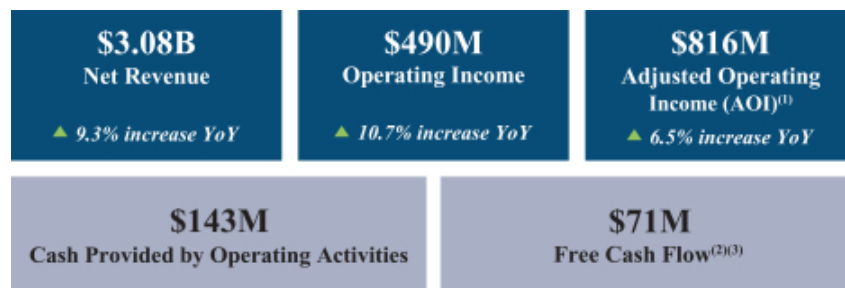 $3.08B
Net Revenue
▲ 9.3% increase YoY
$490M
Operating Income
▲ 10.7% increase YoY
$816M
Adjusted Operating
Income (AOI)(1)
▲ 6.5% increase YoY
$143M
Cash Provided by Operating Activities
$71M
Free Cash Flow(2)(3)